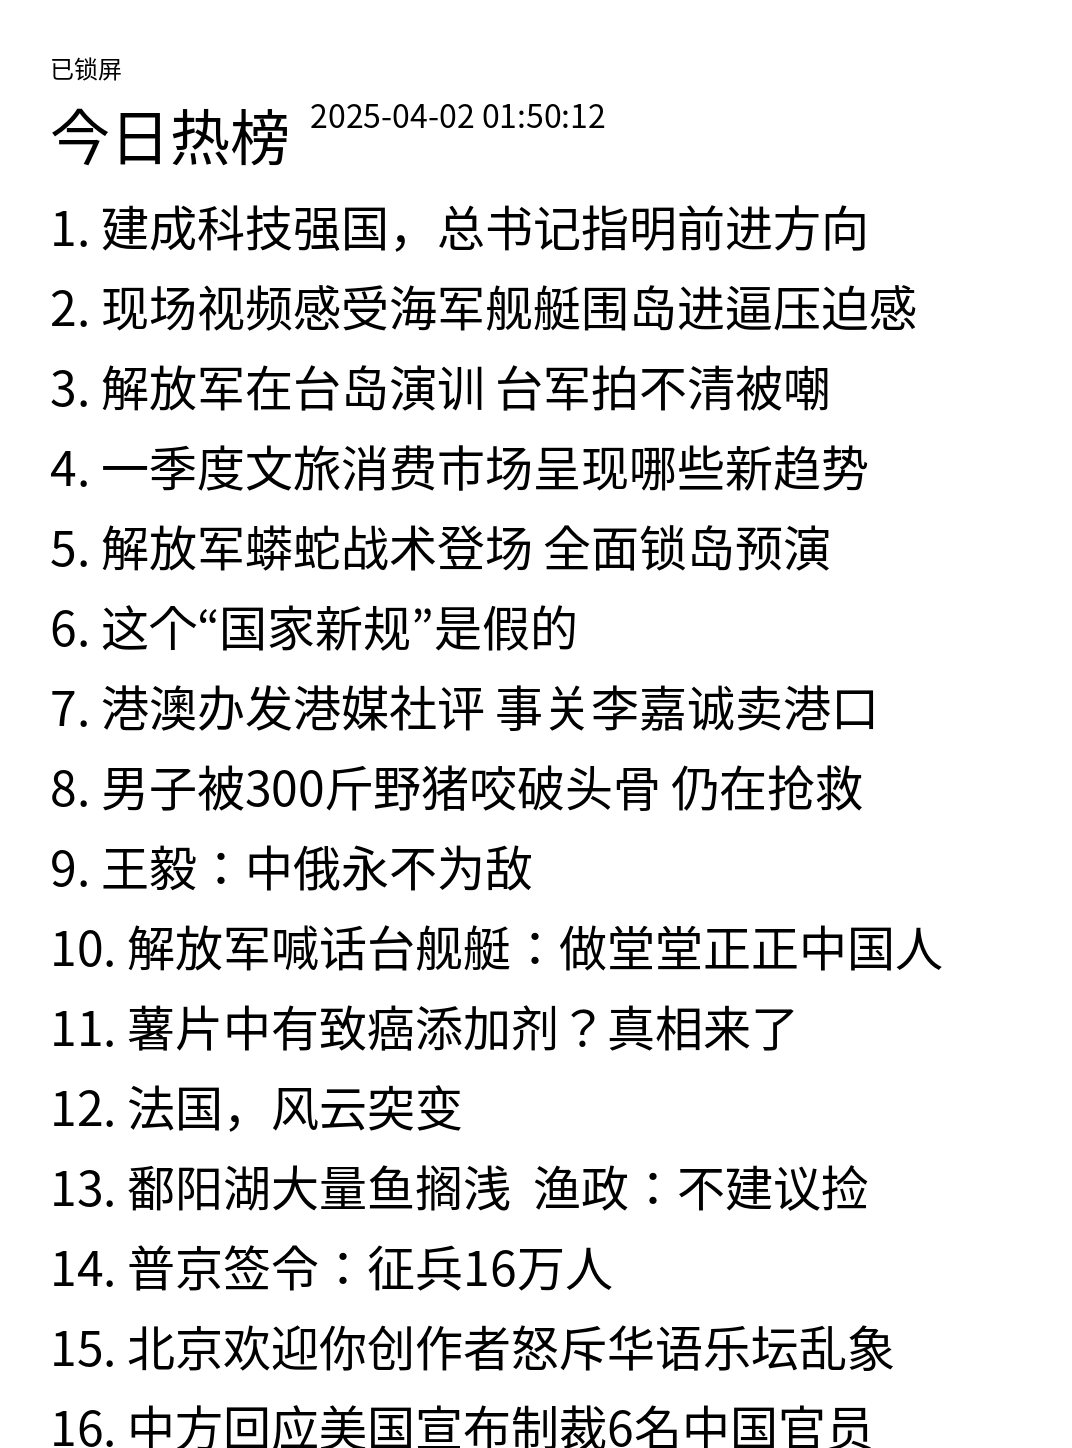 已锁屏
今日热榜 2025-04-02 01:50:12
1. 建成科技强国，总书记指明前进方向
2. 现场视频感受海军舰艇围岛进逼压迫感
3. 解放军在台岛演训 台军拍不清被嘲
4. 一季度文旅消费市场呈现哪些新趋势
5. 解放军蟒蛇战术登场 全面锁岛预演
6. 这个“国家新规”是假的
7. 港澳办发港媒社评 事关李嘉诚卖港口
8. 男子被300斤野猪咬破头骨 仍在抢救
9. 王毅：中俄永不为敌
10. 解放军喊话台舰艇：做堂堂正正中国人
11. 薯片中有致癌添加剂？真相来了
12. 法国，风云突变
13. 鄱阳湖大量鱼搁浅 渔政：不建议捡
14. 普京签令：征兵16万人
15. 北京欢迎你创作者怒斥华语乐坛乱象
16. 中方回应美国宣布制裁6名中国官员